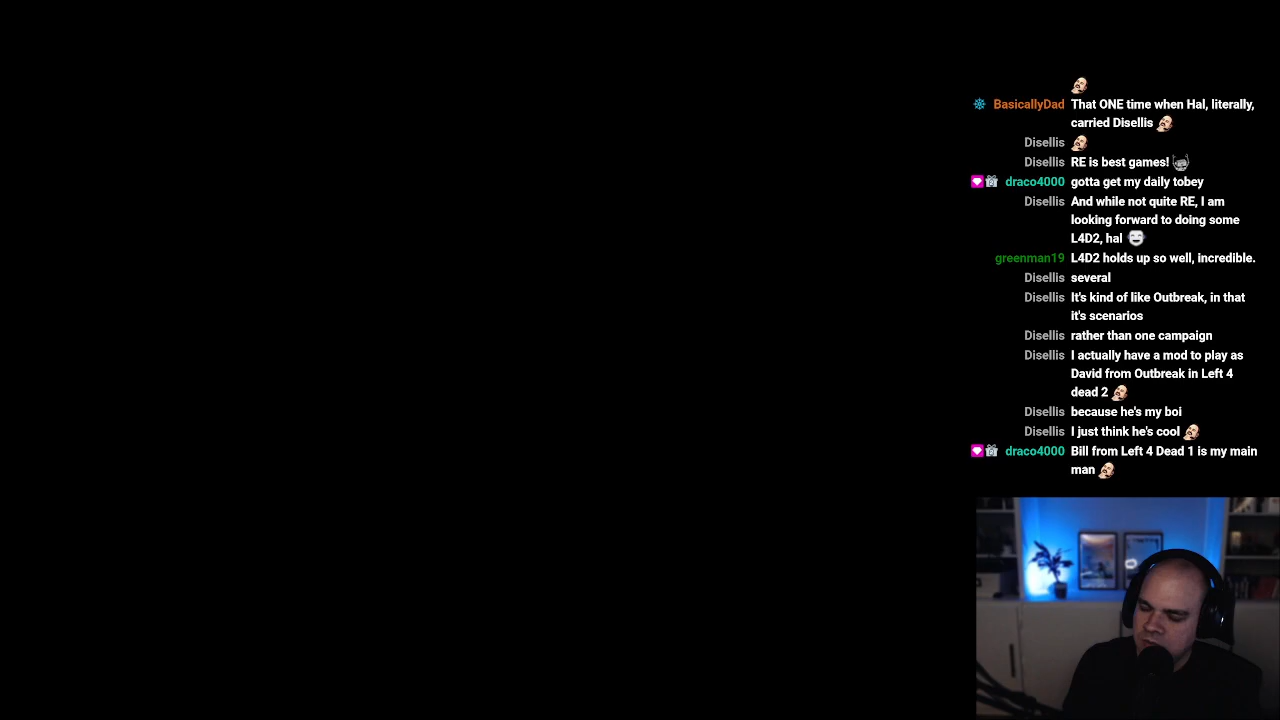 BasicallyDad That ONE time when Hal, literally,
carried Disellis
Disellis
Disellis RE is best games!
draco4000 gotta get my daily tobey
Disellis And while not quite RE, I am
looking forward to doing some
L4D2, hal
greenman19 L4D2 holds up so well, incredible.
Disellis several
Disellis It's kind of like Outbreak, in that
it's scenarios
Disellis rather than one campaign
Disellis I actually have a mod to play as
David from Outbreak in Left 4
dead 2
Disellis because he's my boi
Disellis I just think he's cool
draco4000 Bill from Left 4 Dead 1 is my main
man